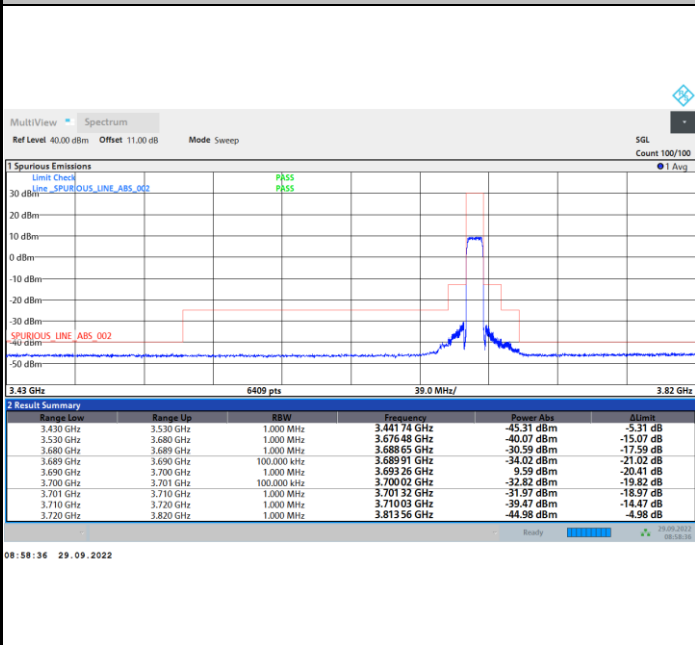 MultiView Spectrum
Ref Level 40.00 dBm Offset 11.00 dB Mode Sweep SGL
Count 100/100
1 Spurious Emissions 1 Avg
Limit Check PASS
Line _SPURIOUS_LINE_ABS_002 PASS
30 dBm
20 dBm
10 dBm
0 dBm
-10 dBm
-20 dBm
-30 dBm
_SPURIOUS_LINE_ABS_002
-40 dBm
-50 dBm
3.43 GHz 6409 pts 39.0 MHz/ 3.82 GHz
2 Result Summary
Range Low Range Up RBW Frequency Power Abs ΔLimit
3.430 GHz 3.530 GHz 1.000 MHz 3.441 74 GHz -45.31 dBm -5.31 dB
3.530 GHz 3.680 GHz 1.000 MHz 3.676 48 GHz -40.07 dBm -15.07 dB
3.680 GHz 3.689 GHz 1.000 MHz 3.688 65 GHz -30.59 dBm -17.59 dB
3.689 GHz 3.690 GHz 100.000 kHz 3.689 91 GHz -34.02 dBm -21.02 dB
3.690 GHz 3.700 GHz 1.000 MHz 3.693 26 GHz 9.59 dBm -20.41 dB
3.700 GHz 3.701 GHz 100.000 kHz 3.700 02 GHz -32.82 dBm -19.82 dB
3.701 GHz 3.710 GHz 1.000 MHz 3.701 32 GHz -31.97 dBm -18.97 dB
3.710 GHz 3.720 GHz 1.000 MHz 3.710 03 GHz -39.47 dBm -14.47 dB
3.720 GHz 3.820 GHz 1.000 MHz 3.813 56 GHz -44.98 dBm -4.98 dB
Ready 29.09.2022
08:58:36
08:58:36 29.09.2022